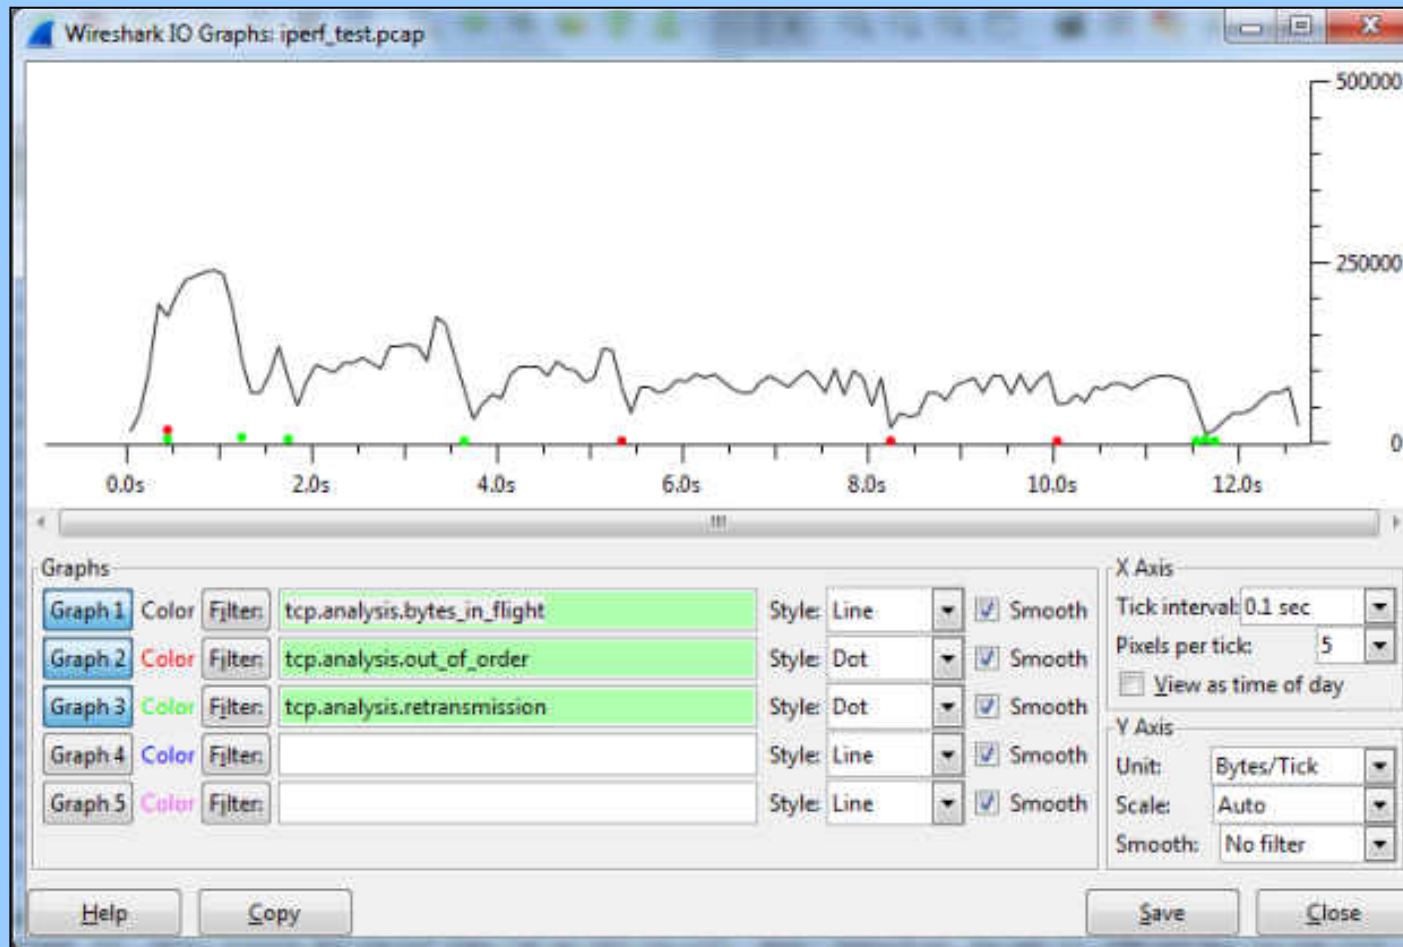 Wireshark IO Graphs: iperf_test.pcap
500000
250000
0
0.0s 2.0s 4.0s 6.0s 8.0s 10.0s 12.0s
Graphs
Graph 1 Color Filter: tcp.analysis.bytes_in_flight Style: Line Smooth
Graph 2 Color Filter: tcp.analysis.out_of_order Style: Dot Smooth
Graph 3 Color Filter: tcp.analysis.retransmission Style: Dot Smooth
Graph 4 Color Filter: Style: Line Smooth
Graph 5 Color Filter: Style: Line Smooth
X Axis
Tick interval: 0.1 sec
Pixels per tick: 5
View as time of day
Y Axis
Unit: Bytes/Tick
Scale: Auto
Smooth: No filter
Help Copy Save Close